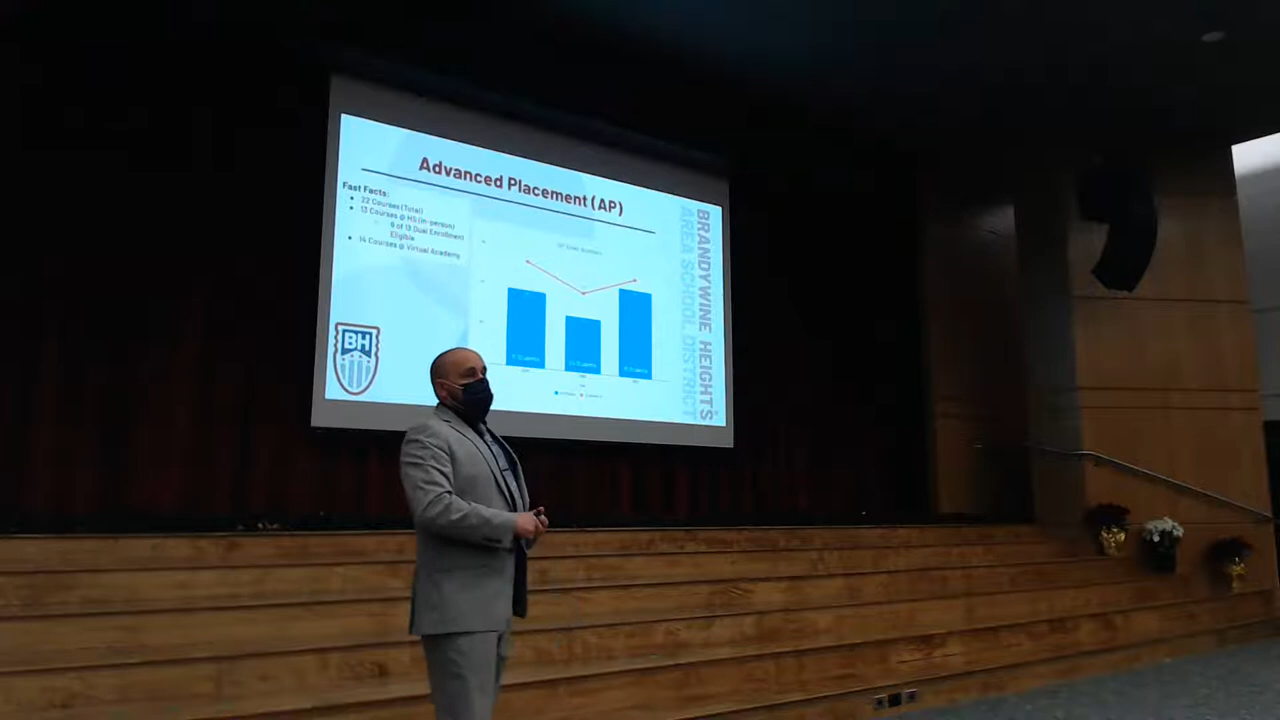 Advanced Placement (AP)
Fast Facts:
22 Courses (Total)
13 Courses @ HS (In-person)
9 of 13 Dual Enrollment
Eligible
14 Courses @ Virtual Academy
BH
BRANDYWINE HEIGHTS
AREA SCHOOL DISTRICT